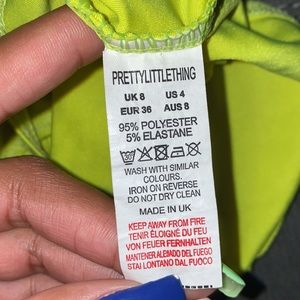 PRETTYLITTLETHING
UK 8 US 4
EUR 36 AUS 8
95% POLYESTER
5% ELASTANE
WASH WITH SIMILAR
COLOURS.
IRON ON REVERSE
DO NOT DRY CLEAN
MADE IN UK
KEEP AWAY FROM FIRE
TENIR ÉLOIGNÉ DU FEU
VON FEUER FERNHALTEN
MANTENER ALEJADO DEL FUEGO
STAI LONTANO DAL FUOCO